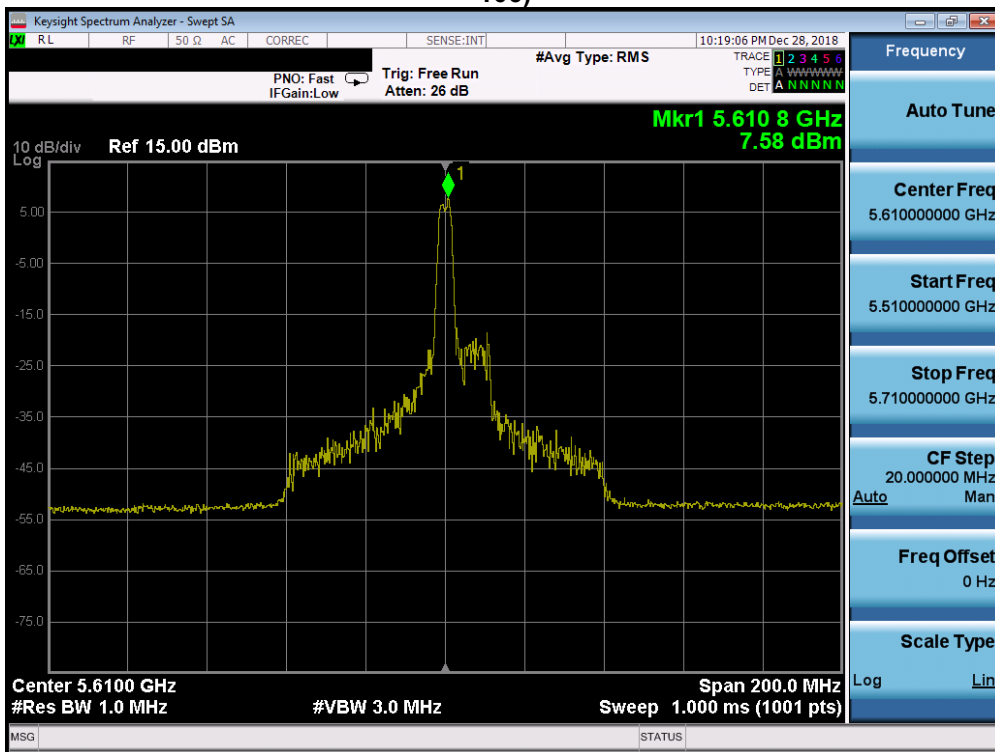 Keysight Spectrum Analyzer - Swept SA
LXI RL RF 50 Ω AC CORREC SENSE:INT 10:19:06 PM Dec 28, 2018
#Avg Type: RMS TRACE 1 2 3 4 5 6
PNO: Fast Trig: Free Run TYPE A WWWWW
IFGain:Low Atten: 26 dB DET A N N N N N
Mkr1 5.610 8 GHz
7.58 dBm
10 dB/div Ref 15.00 dBm
Log
1
5.00
-5.00
-15.0
-25.0
-35.0
-45.0
-55.0
-65.0
-75.0
Center 5.6100 GHz Span 200.0 MHz
#Res BW 1.0 MHz #VBW 3.0 MHz Sweep 1.000 ms (1001 pts)
MSG STATUS
Frequency
Auto Tune
Center Freq
5.610000000 GHz
Start Freq
5.510000000 GHz
Stop Freq
5.710000000 GHz
CF Step
20.000000 MHz
Auto Man
Freq Offset
0 Hz
Scale Type
Log Lin